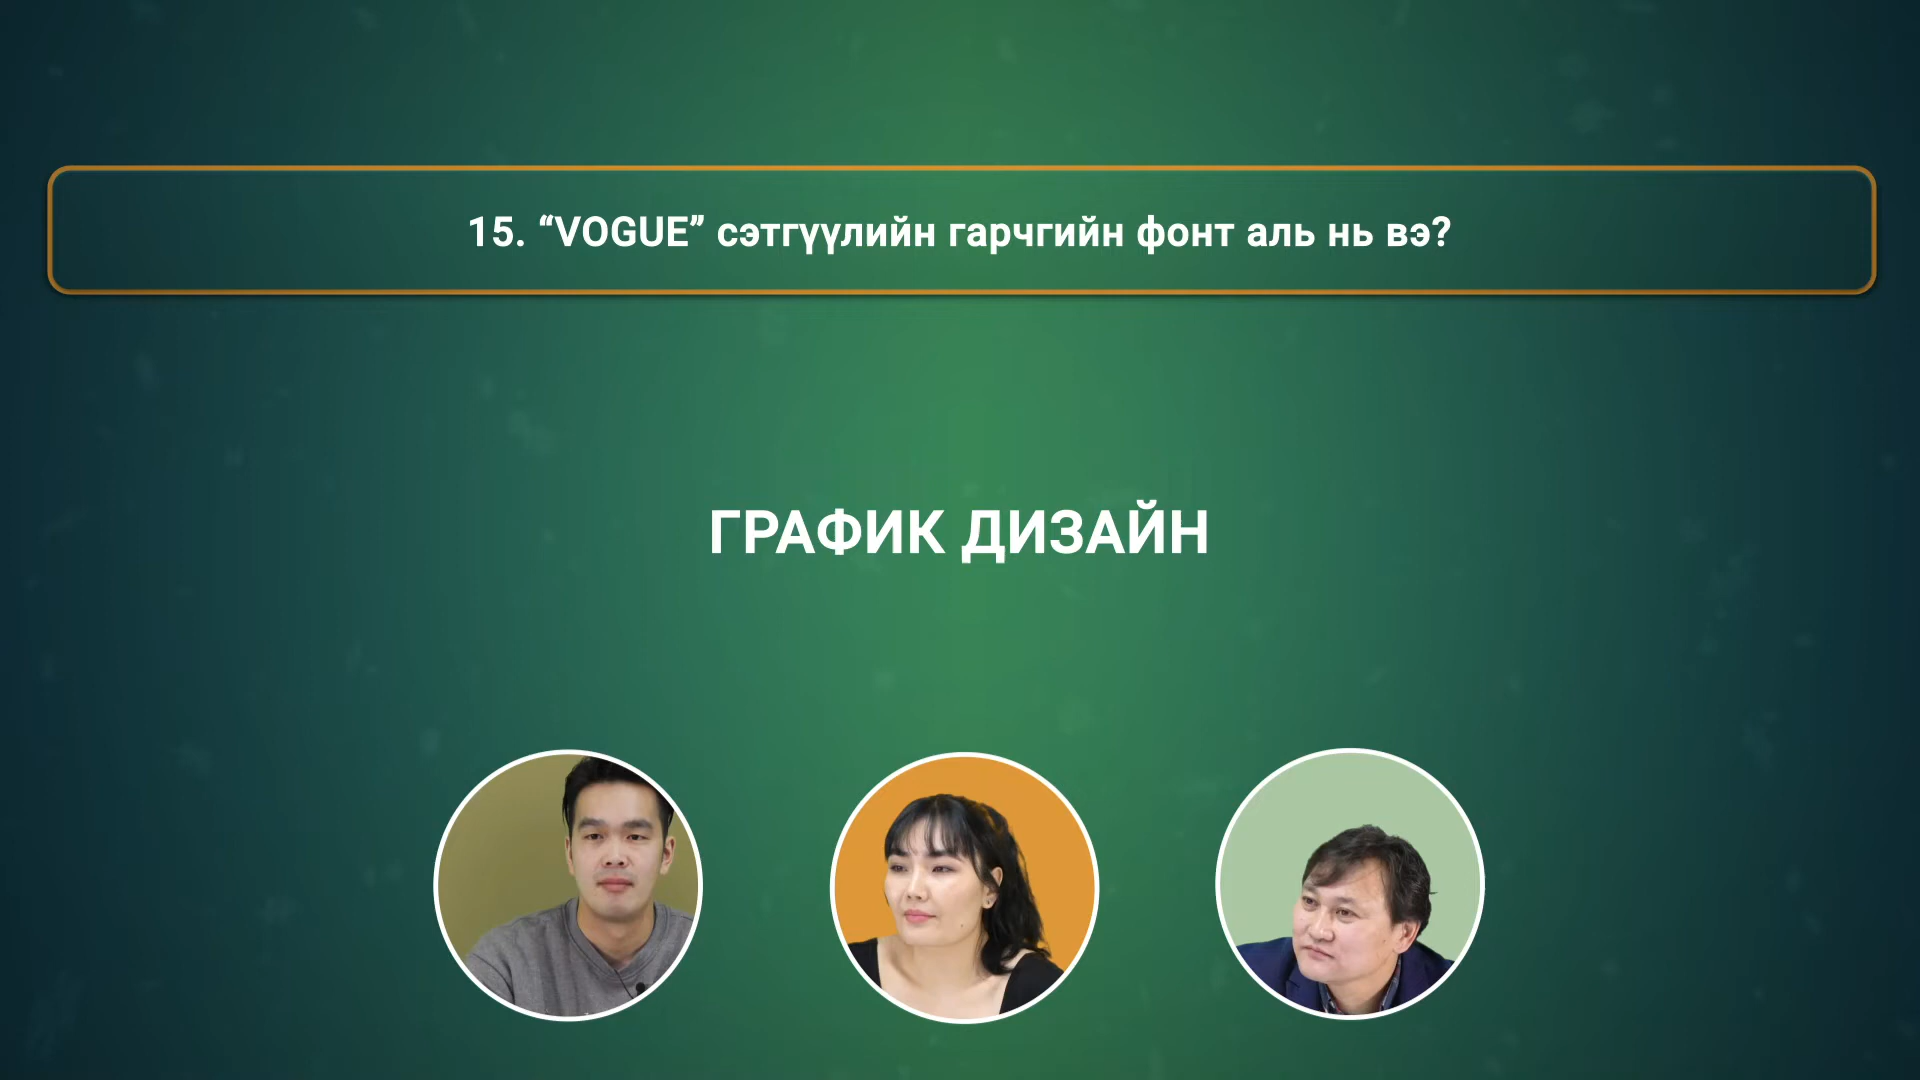 15. “VOGUE” сэтгүүлийн гарчгийн фонт аль нь вэ?
ГРАФИК ДИЗАЙН